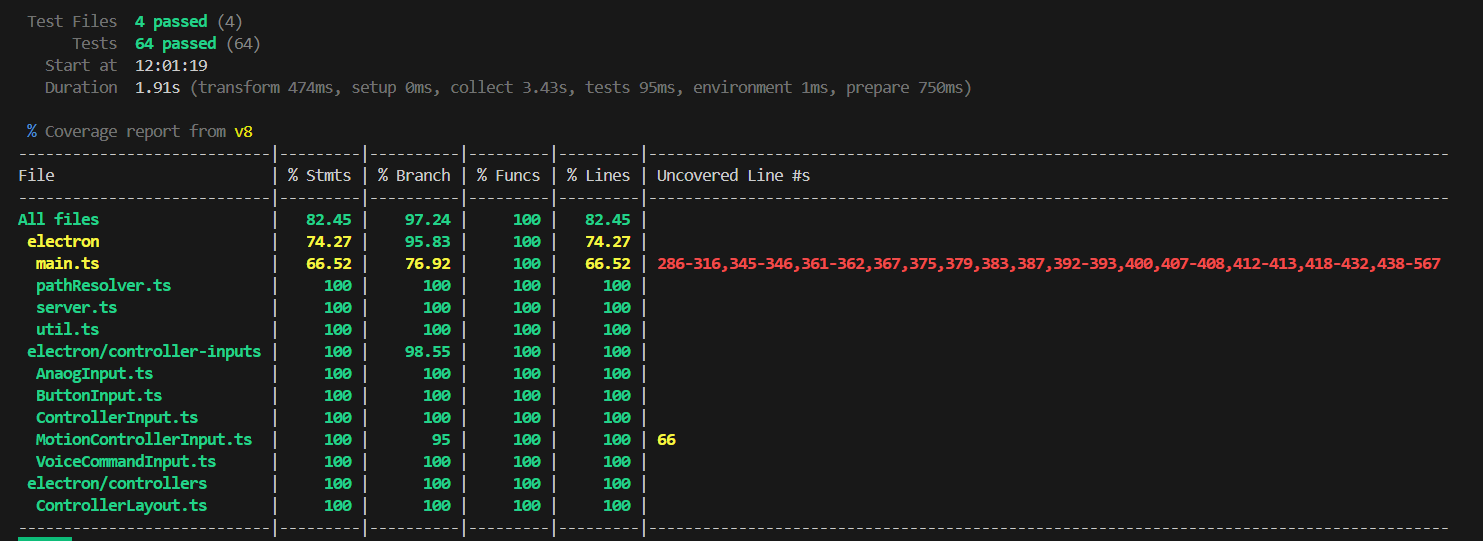 Test Files  4 passed (4)
Tests  64 passed (64)
Start at  12:01:19
Duration  1.91s (transform 474ms, setup 0ms, collect 3.43s, tests 95ms, environment 1ms, prepare 750ms)
% Coverage report from v8
----------------------------|---------|----------|---------|---------|----------------------------------------------------------------------------------------
File                        | % Stmts | % Branch | % Funcs | % Lines | Uncovered Line #s
----------------------------|---------|----------|---------|---------|----------------------------------------------------------------------------------------
All files                   |   82.45 |    97.24 |     100 |   82.45 |
 electron                   |   74.27 |    95.83 |     100 |   74.27 |
  main.ts                   |   66.52 |    76.92 |     100 |   66.52 | 286-316,345-346,361-362,367,375,379,383,387,392-393,400,407-408,412-413,418-432,438-567
  pathResolver.ts           |     100 |      100 |     100 |     100 |
  server.ts                 |     100 |      100 |     100 |     100 |
  util.ts                   |     100 |      100 |     100 |     100 |
 electron/controller-inputs |     100 |    98.55 |     100 |     100 |
  AnaogInput.ts             |     100 |      100 |     100 |     100 |
  ButtonInput.ts            |     100 |      100 |     100 |     100 |
  ControllerInput.ts        |     100 |      100 |     100 |     100 |
  MotionControllerInput.ts  |     100 |       95 |     100 |     100 | 66
  VoiceCommandInput.ts      |     100 |      100 |     100 |     100 |
 electron/controllers       |     100 |      100 |     100 |     100 |
  ControllerLayout.ts       |     100 |      100 |     100 |     100 |
----------------------------|---------|----------|---------|---------|----------------------------------------------------------------------------------------